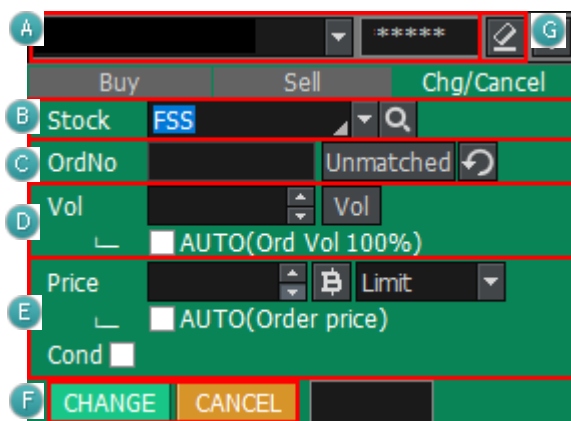 A ***** G
Buy Sell Chg/Cancel
B Stock FSS
C OrdNo Unmatched
D Vol Vol
AUTO(Ord Vol 100%)
Price Limit
E AUTO(Order price)
Cond
F CHANGE CANCEL